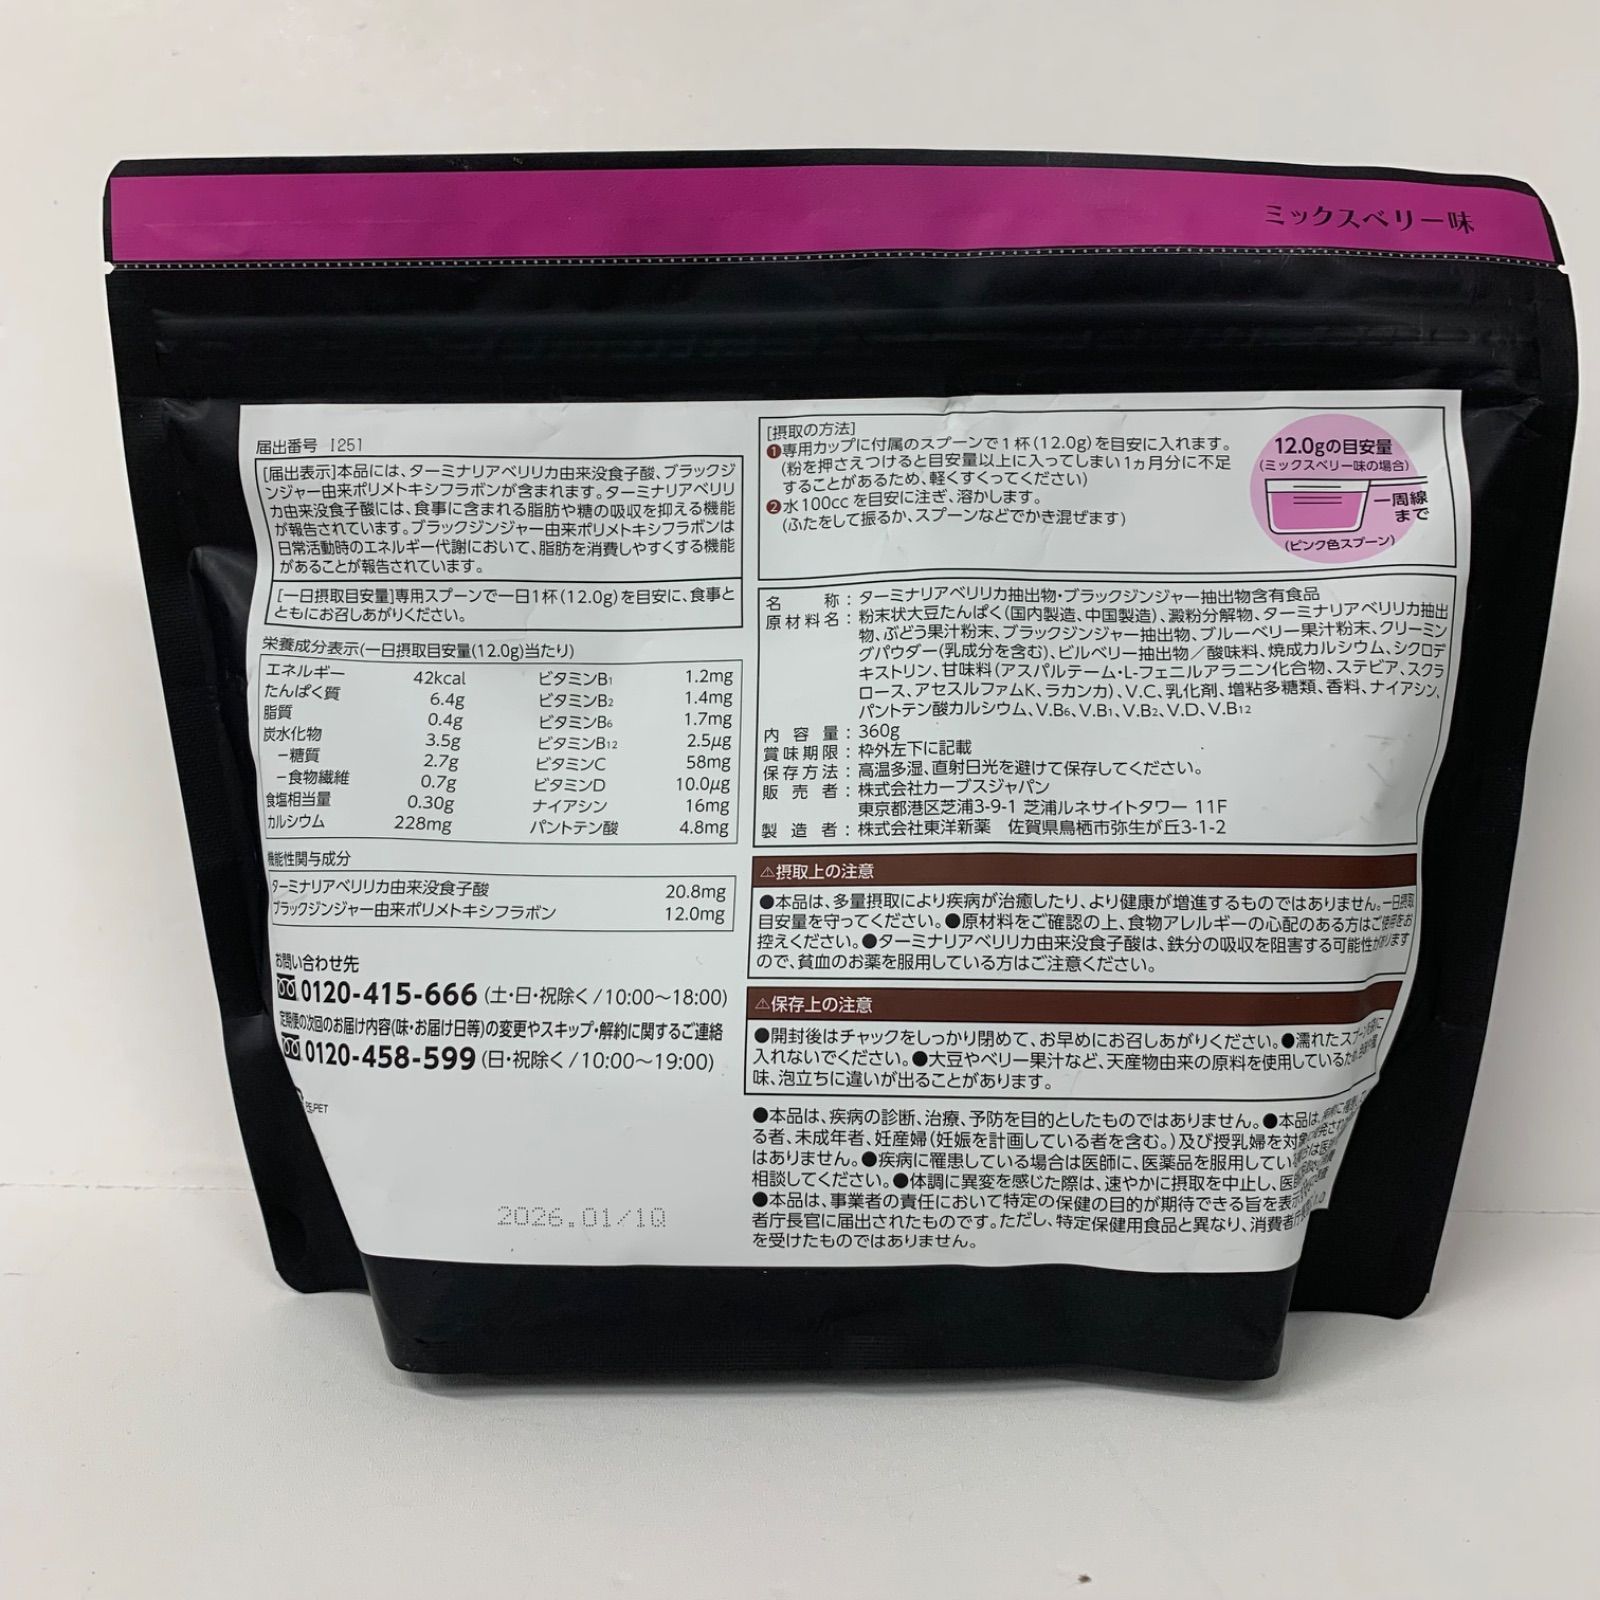 ミックスベリー味
届出番号 I251
[届出表示]本品には、ターミナリアベリリカ由来没食子酸、ブラックジ
ンジャー由来ポリメトキシフラボンが含まれます。ターミナリアベリリ
カ由来没食子酸には、食事に含まれる脂肪や糖の吸収を抑える機能
が報告されています。ブラックジンジャー由来ポリメトキシフラボンは
日常活動時のエネルギー代謝において、脂肪を消費しやすくする機能
があることが報告されています。
[一日摂取目安量]専用スプーンで一日1杯(12.0g)を目安に、食事と
ともにお召しあがりください。
栄養成分表示(一日摂取目安量(12.0g)当たり)
エネルギー 42kcal ビタミンB1 1.2mg
たんぱく質 6.4g ビタミンB2 1.4mg
脂質 0.4g ビタミンB6 1.7mg
炭水化物 3.5g ビタミンB12 2.5μg
－糖質 2.7g ビタミンC 58mg
－食物繊維 0.7g ビタミンD 10.0μg
食塩相当量 0.30g ナイアシン 16mg
カルシウム 228mg パントテン酸 4.8mg
機能性関与成分
ターミナリアベリリカ由来没食子酸 20.8mg
ブラックジンジャー由来ポリメトキシフラボン 12.0mg
お問い合わせ先
0120-415-666 (土・日・祝除く/10:00～18:00)
定期便の次回のお届け内容(味・お届け日等)の変更やスキップ・解約に関するご連絡
0120-458-599 (日・祝除く/10:00～19:00)
PE,PET
2026.01/1Q
[摂取の方法]
❶専用カップに付属のスプーンで1杯(12.0g)を目安に入れます。
(粉を押さえつけると目安量以上に入ってしまい1ヵ月分に不足
することがあるため、軽くすくってください)
❷水100ccを目安に注ぎ、溶かします。
(ふたをして振るか、スプーンなどでかき混ぜます)
12.0gの目安量
(ミックスベリー味の場合)
一周線
まで
(ピンク色スプーン)
名称：ターミナリアベリリカ抽出物・ブラックジンジャー抽出物含有食品
原材料名：粉末状大豆たんぱく(国内製造、中国製造)、澱粉分解物、ターミナリアベリリカ抽出
物、ぶどう果汁粉末、ブラックジンジャー抽出物、ブルーベリー果汁粉末、クリーミン
グパウダー(乳成分を含む)、ビルベリー抽出物／酸味料、焼成カルシウム、シクロデ
キストリン、甘味料(アスパルテーム・L-フェニルアラニン化合物、ステビア、スクラ
ロース、アセスルファムK、ラカンカ)、V.C、乳化剤、増粘多糖類、香料、ナイアシン、
パントテン酸カルシウム、V.B6、V.B1、V.B2、V.D、V.B12
内容量：360g
賞味期限：枠外左下に記載
保存方法：高温多湿、直射日光を避けて保存してください。
販売者：株式会社カーブスジャパン
東京都港区芝浦3-9-1 芝浦ルネサイトタワー 11F
製造者：株式会社東洋新薬 佐賀県鳥栖市弥生が丘3-1-2
⚠摂取上の注意
●本品は、多量摂取により疾病が治癒したり、より健康が増進するものではありません。一日摂取
目安量を守ってください。●原材料をご確認の上、食物アレルギーの心配のある方はご使用をお
控えください。●ターミナリアベリリカ由来没食子酸は、鉄分の吸収を阻害する可能性がありますの
ので、貧血のお薬を服用している方はご注意ください。
⚠保存上の注意
●開封後はチャックをしっかり閉めて、お早めにお召しあがりください。●濡れたスプーンを袋に
入れないでください。●大豆やベリー果汁など、天産物由来の原料を使用しているため、
味、泡立ちに違いが出ることがあります。
●本品は、疾病の診断、治療、予防を目的としたものではありません。●本品は、
る者、未成年者、妊産婦(妊娠を計画している者を含む。)及び授乳婦を対象
はありません。●疾病に罹患している場合は医師に、医薬品を服用してい
相談してください。●体調に異変を感じた際は、速やかに摂取を中止し、
●本品は、事業者の責任において特定の保健の目的が期待できる旨を表示
者庁長官に届出されたものです。ただし、特定保健用食品と異なり、消費者庁
を受けたものではありません。